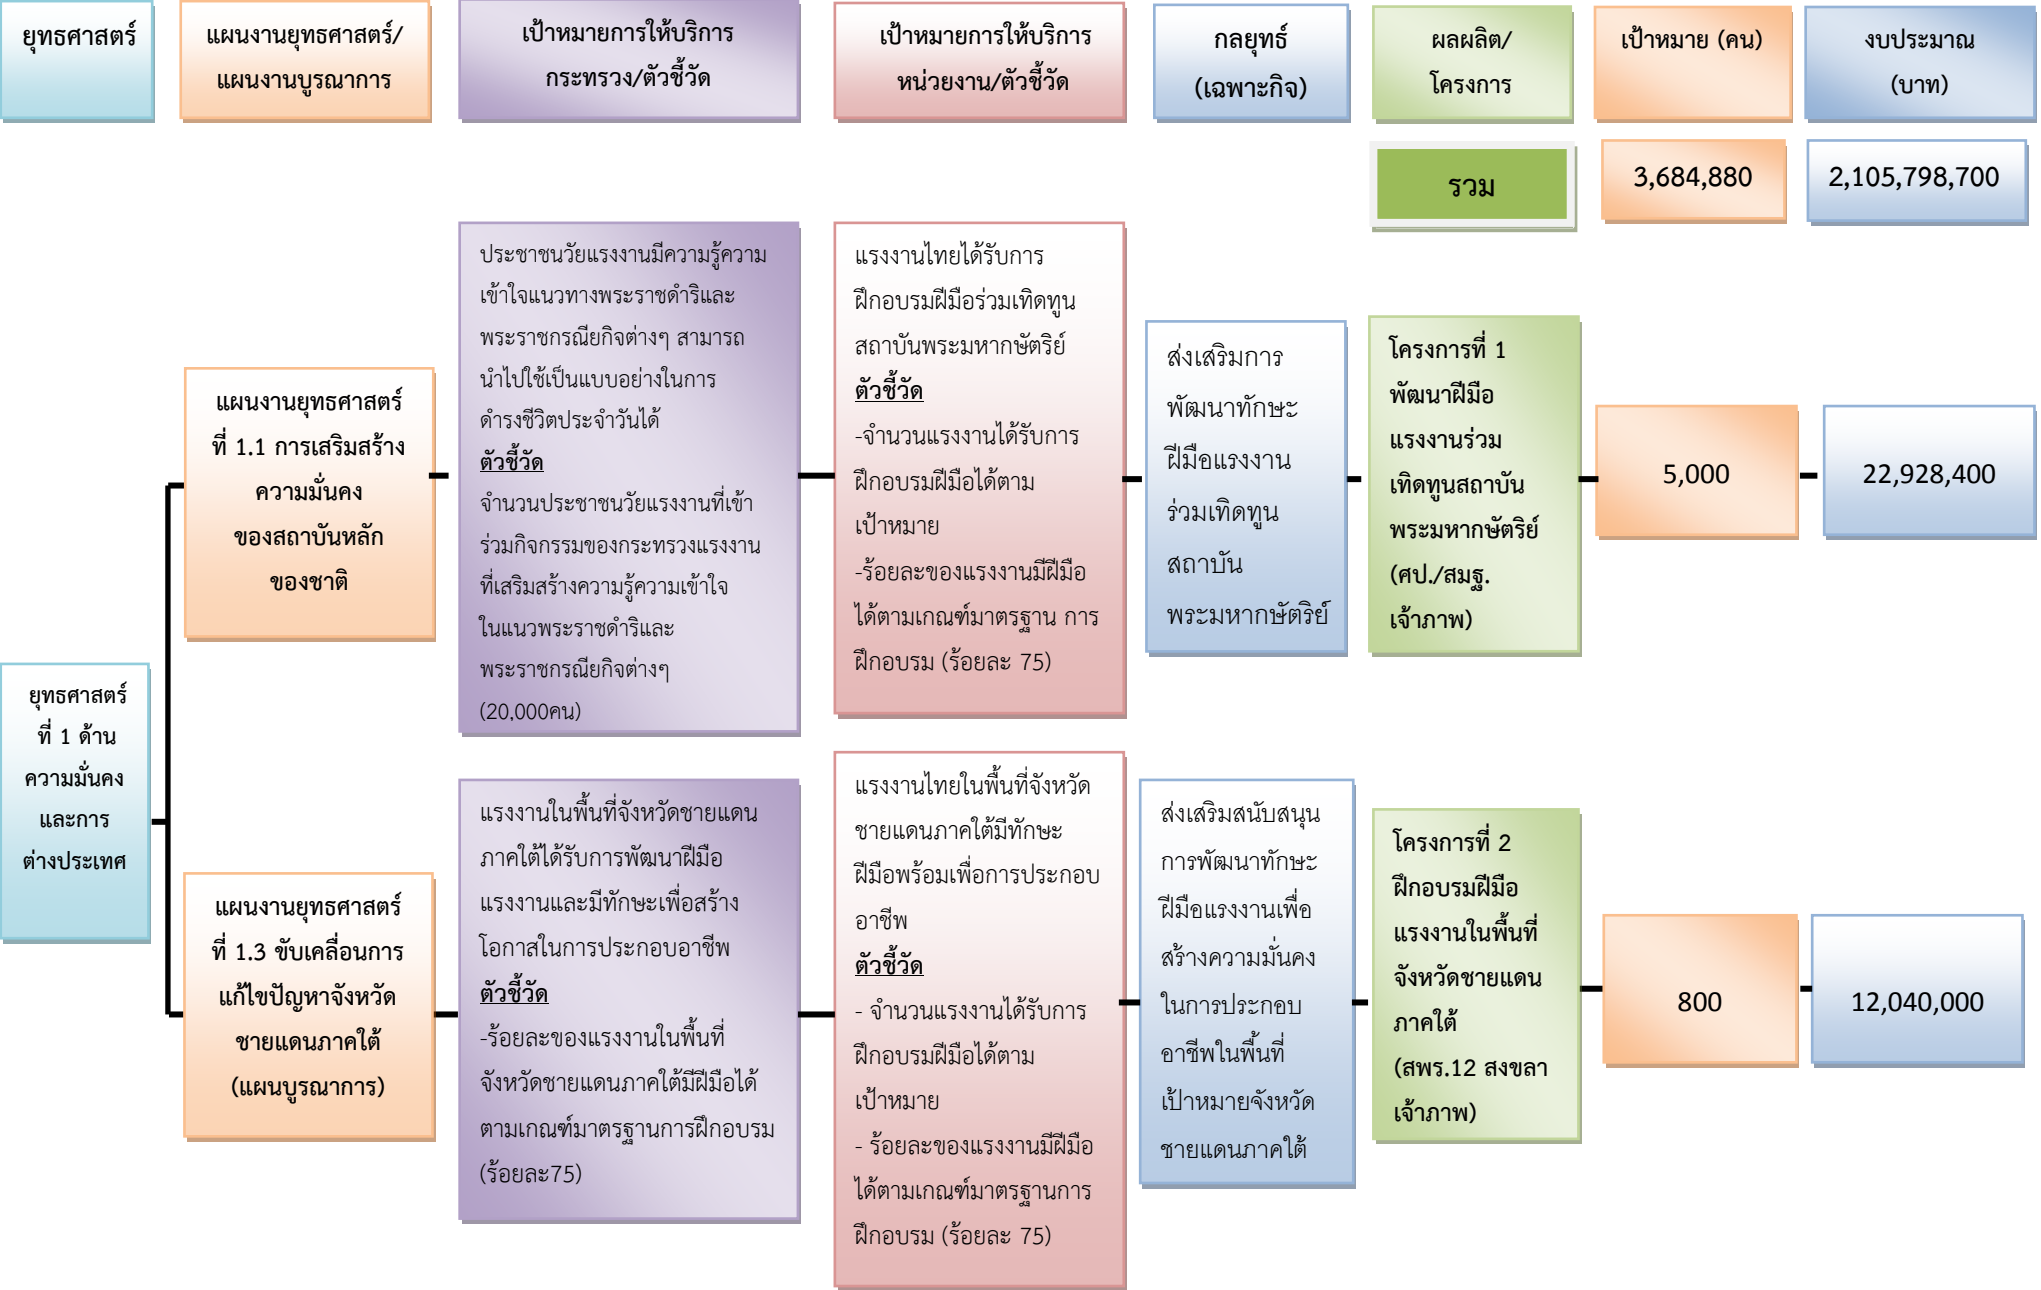 ยุทธศาสตร์
แผนงานยุทธศาสตร์/
แผนงานบูรณาการ
เป้าหมายการให้บริการ
กระทรวง/ตัวชี้วัด
เป้าหมายการให้บริการ
หน่วยงาน/ตัวชี้วัด
กลยุทธ์
(เฉพาะกิจ)
ผลผลิต/
โครงการ
เป้าหมาย (คน)
งบประมาณ
(บาท)
รวม
3,684,880
2,105,798,700
ยุทธศาสตร์
ที่ 1 ด้าน
ความมั่นคง
และการ
ต่างประเทศ
แผนงานยุทธศาสตร์
ที่ 1.1 การเสริมสร้าง
ความมั่นคง
ของสถาบันหลัก
ของชาติ
ประชาชนวัยแรงงานมีความรู้ความ
เข้าใจแนวทางพระราชดำริและ
พระราชกรณียกิจต่างๆ สามารถ
นำไปใช้เป็นแบบอย่างในการ
ดำรงชีวิตประจำวันได้
ตัวชี้วัด
จำนวนประชาชนวัยแรงงานที่เข้า
ร่วมกิจกรรมของกระทรวงแรงงาน
ที่เสริมสร้างความรู้ความเข้าใจ
ในแนวพระราชดำริและ
พระราชกรณียกิจต่างๆ
(20,000คน)
แรงงานไทยได้รับการ
ฝึกอบรมฝีมือร่วมเทิดทูน
สถาบันพระมหากษัตริย์
ตัวชี้วัด
-จำนวนแรงงานได้รับการ
ฝึกอบรมฝีมือได้ตาม
เป้าหมาย
-ร้อยละของแรงงานมีฝีมือ
ได้ตามเกณฑ์มาตรฐาน การ
ฝึกอบรม (ร้อยละ 75)
ส่งเสริมการ
พัฒนาทักษะ
ฝีมือแรงงาน
ร่วมเทิดทูน
สถาบัน
พระมหากษัตริย์
โครงการที่ 1
พัฒนาฝีมือ
แรงงานร่วม
เทิดทูนสถาบัน
พระมหากษัตริย์
(ศป./สมฐ.
เจ้าภาพ)
5,000
22,928,400
แผนงานยุทธศาสตร์
ที่ 1.3 ขับเคลื่อนการ
แก้ไขปัญหาจังหวัด
ชายแดนภาคใต้
(แผนบูรณาการ)
แรงงานในพื้นที่จังหวัดชายแดน
ภาคใต้ได้รับการพัฒนาฝีมือ
แรงงานและมีทักษะเพื่อสร้าง
โอกาสในการประกอบอาชีพ
ตัวชี้วัด
-ร้อยละของแรงงานในพื้นที่
จังหวัดชายแดนภาคใต้มีฝีมือได้
ตามเกณฑ์มาตรฐานการฝึกอบรม
(ร้อยละ75)
แรงงานไทยในพื้นที่จังหวัด
ชายแดนภาคใต้มีทักษะ
ฝีมือพร้อมเพื่อการประกอบ
อาชีพ
ตัวชี้วัด
- จำนวนแรงงานได้รับการ
ฝึกอบรมฝีมือได้ตาม
เป้าหมาย
- ร้อยละของแรงงานมีฝีมือ
ได้ตามเกณฑ์มาตรฐานการ
ฝึกอบรม (ร้อยละ 75)
ส่งเสริมสนับสนุน
การพัฒนาทักษะ
ฝีมือแรงงานเพื่อ
สร้างความมั่นคง
ในการประกอบ
อาชีพในพื้นที่
เป้าหมายจังหวัด
ชายแดนภาคใต้
โครงการที่ 2
ฝึกอบรมฝีมือ
แรงงานในพื้นที่
จังหวัดชายแดน
ภาคใต้
(สพร.12 สงขลา
เจ้าภาพ)
800
12,040,000